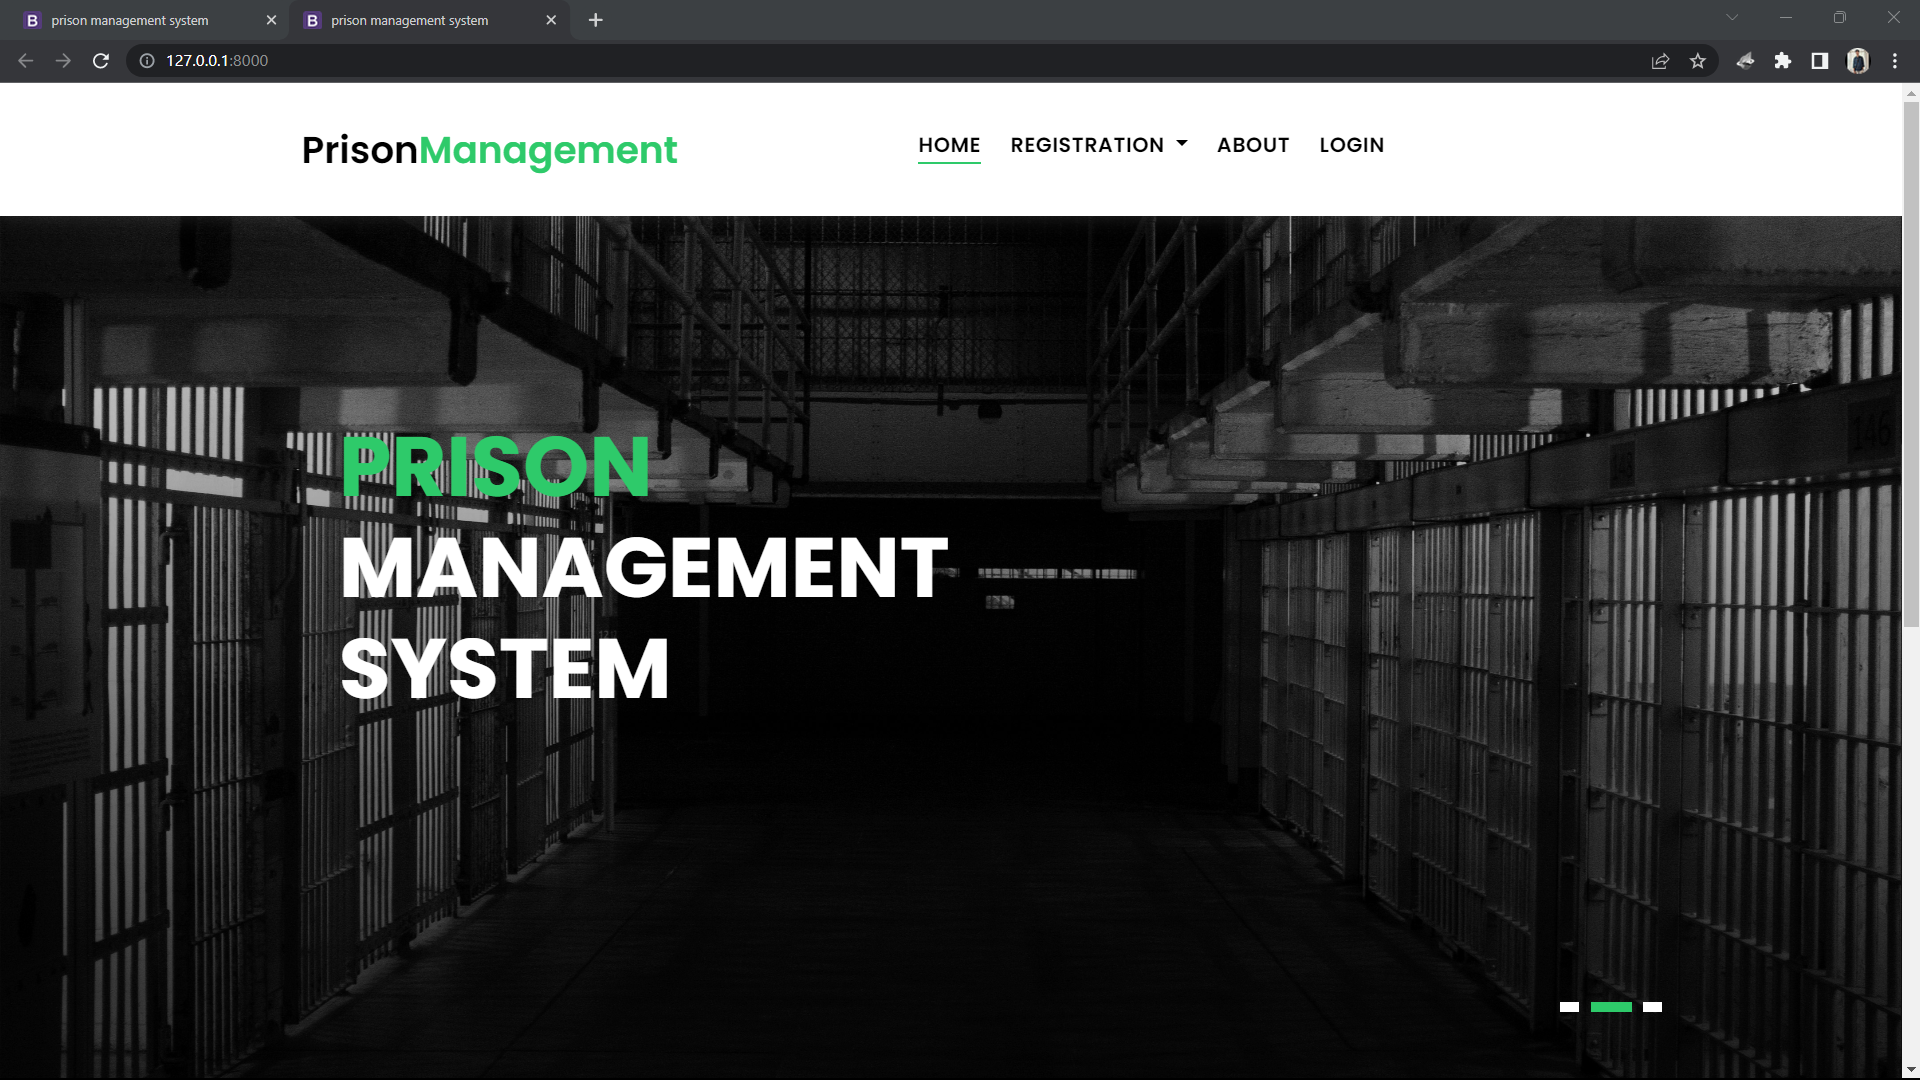 prison management system
prison management system
127.0.0.1:8000
PrisonManagement
HOME REGISTRATION ABOUT LOGIN
146
PRISON
MANAGEMENT
SYSTEM